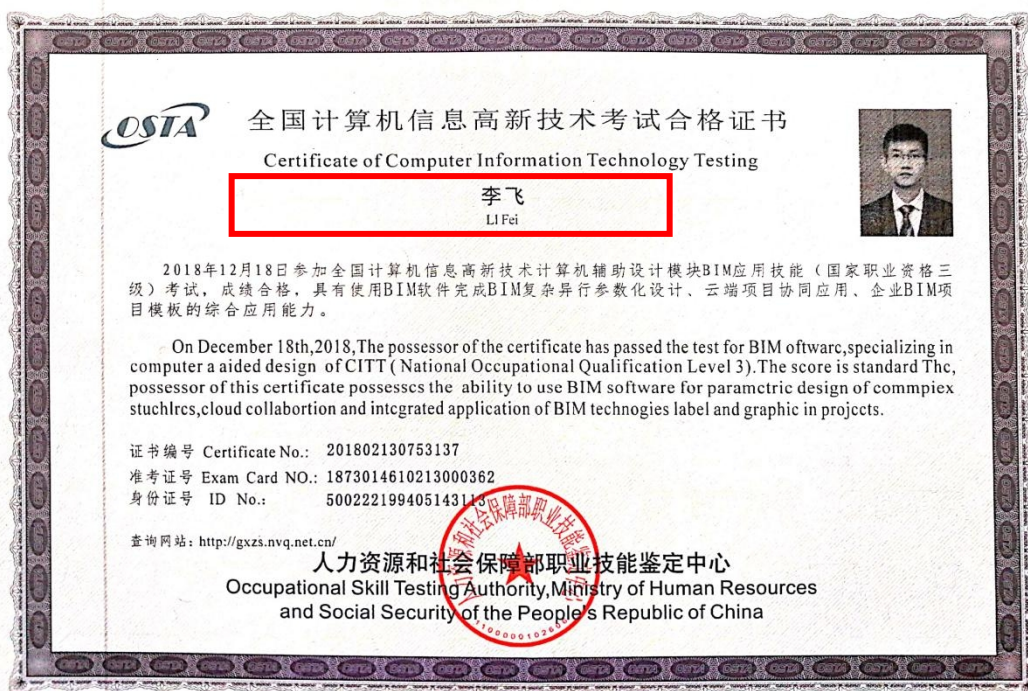 OSTA
全国计算机信息高新技术考试合格证书
Certificate of Computer Information Technology Testing
李飞
LI Fei
2018年12月18日参加全国计算机信息高新技术计算机辅助设计模块BIM应用技能（国家职业资格三
级）考试，成绩合格，具有使用BIM软件完成BIM复杂异行参数化设计、云端项目协同应用、企业BIM项
目模板的综合应用能力。
On December 18th,2018,The possessor of the certificate has passed the test for BIM oftwarc,specializing in
computer a aided design of CITT ( National Occupational Qualification Level 3).The score is standard Thc,
possessor of this certificate possesscs the ability to use BIM software for paramctric design of commpiex
stuchlrcs,cloud collabortion and intcgrated application of BIM technogies label and graphic in projccts.
证书编号 Certificate No.: 201802130753137
准考证号 Exam Card NO.: 1873014610213000362
身份证号 ID No.: 500222199405143113
查询网站: http://gxzs.nvq.net.cn/
人力资源和社会保障部职业技能鉴定中心
Occupational Skill Testing Authority,Ministry of Human Resources
and Social Security of the People's Republic of China